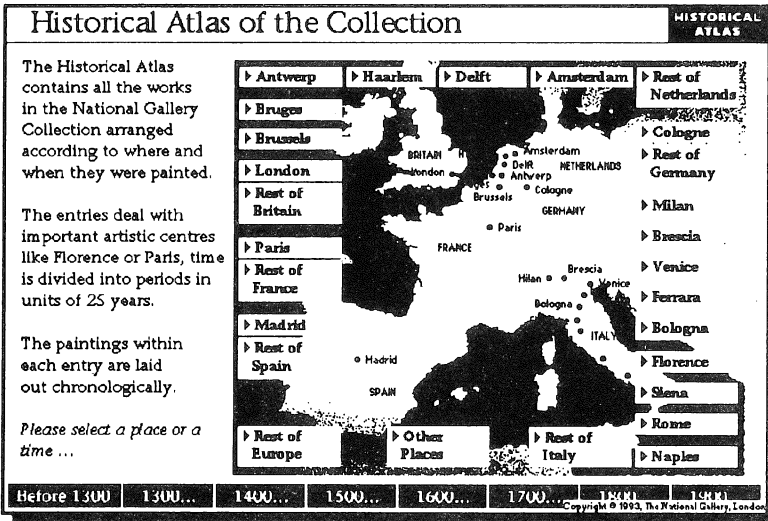 Historical Atlas of the Collection
HISTORICAL
ATLAS
The Historical Atlas
contains all the works
in the National Gallery
Collection arranged
according to where and
when they were painted.
The entries deal with
important artistic centres
like Florence or Paris, time
is divided into periods in
units of 25 years.
The paintings within
each entry are laid
out chronologically.
Please select a place or a
time ...
Antwerp
Haarlem
Delft
Amsterdam
Rest of
Netherlands
Bruges
Brussels
London
Rest of
Britain
Paris
Rest of
France
Madrid
Rest of
Spain
Rest of
Europe
Other
Places
Rest of
Italy
Cologne
Rest of
Germany
Milan
Brescia
Venice
Ferrara
Bologna
Florence
Siena
Rome
Naples
BRITAIN
London
Amsterdam
Delft
Antwerp
Brussels
Cologne
NETHERLANDS
GERMANY
Paris
FRANCE
Milan
Brescia
Venice
Bologna
ITALY
Madrid
SPAIN
Before 1300
1300...
1400...
1500...
1600...
1700...
1800...
1900...
Copyright © 1993, The National Gallery, London